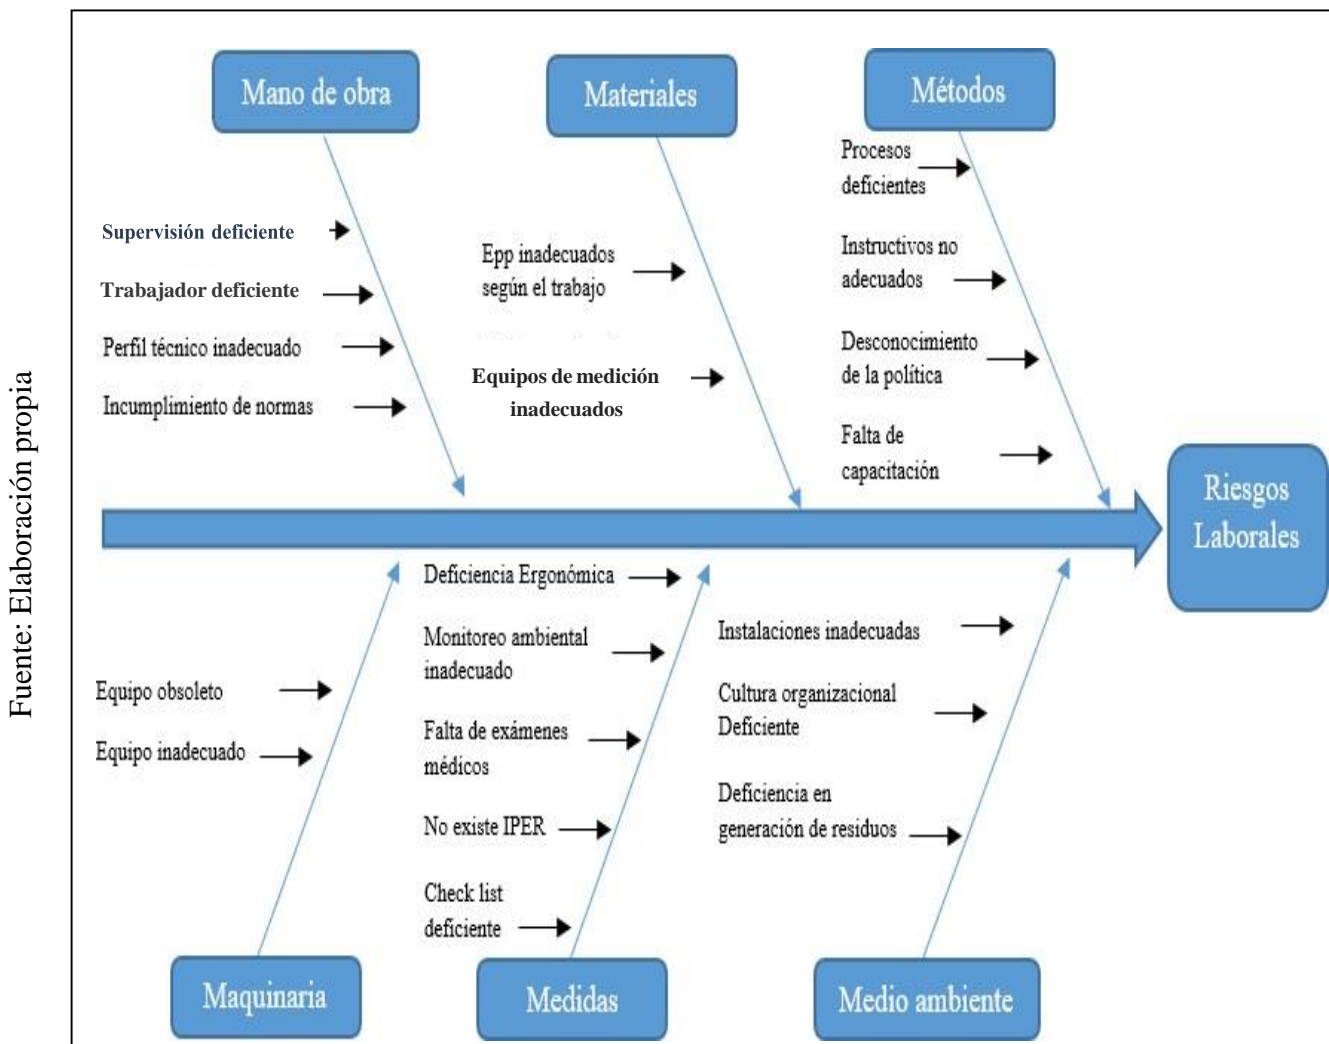 Fuente: Elaboración propia
Mano de obra
Supervisión deficiente
Trabajador deficiente
Perfil técnico inadecuado
Incumplimiento de normas
Materiales
Epp inadecuados
según el trabajo
Equipos de medición
inadecuados
Métodos
Procesos
deficientes
Instructivos no
adecuados
Desconocimiento
de la política
Falta de
capacitación
Riesgos
Laborales
Equipo obsoleto
Equipo inadecuado
Maquinaria
Deficiencia Ergonómica
Monitoreo ambiental
inadecuado
Falta de exámenes
médicos
No existe IPER
Check list
deficiente
Medidas
Instalaciones inadecuadas
Cultura organizacional
Deficiente
Deficiencia en
generación de residuos
Medio ambiente